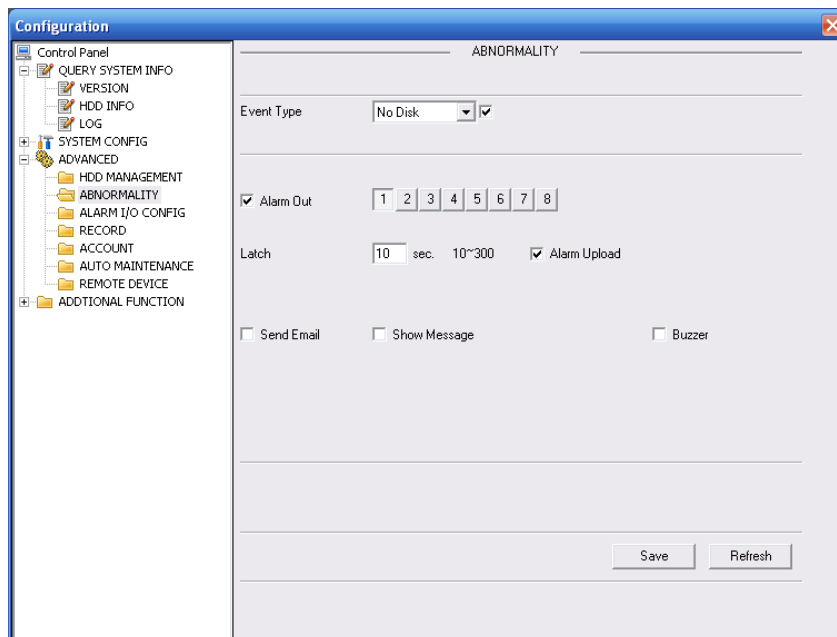 Configuration
Control Panel
QUERY SYSTEM INFO
VERSION
HDD INFO
LOG
SYSTEM CONFIG
ADVANCED
HDD MANAGEMENT
ABNORMALITY
ALARM I/O CONFIG
RECORD
ACCOUNT
AUTO MAINTENANCE
REMOTE DEVICE
ADDTIONAL FUNCTION
ABNORMALITY
Event Type No Disk
Alarm Out 1 2 3 4 5 6 7 8
Latch 10 sec. 10~300 Alarm Upload
Send Email Show Message Buzzer
Save Refresh